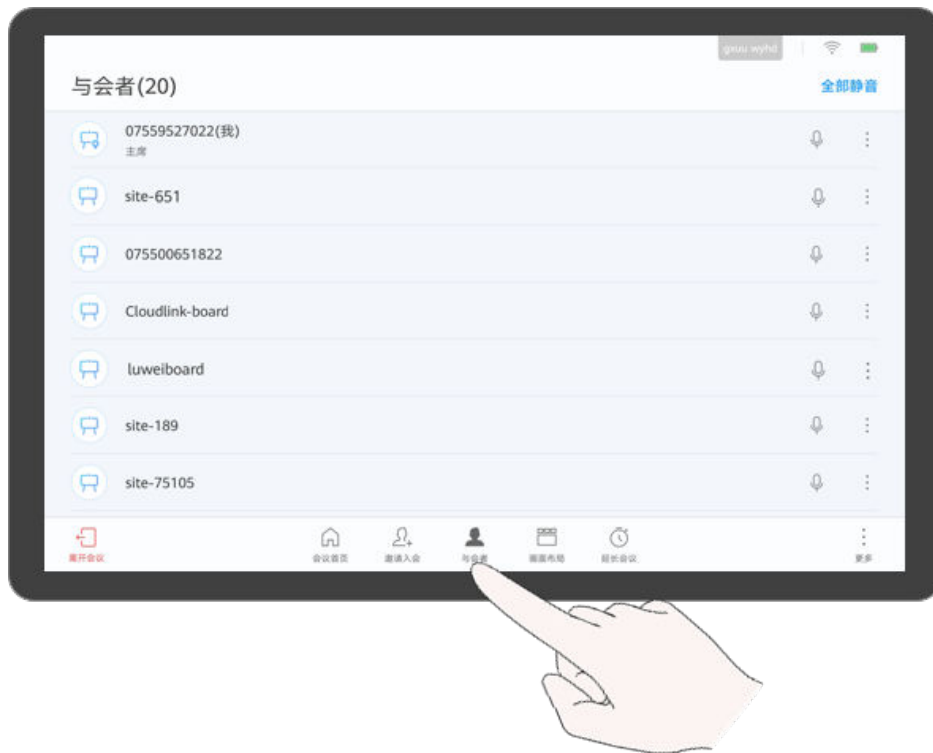 gxuu wyhd
与会者(20)
全部静音
07559527022(我)
主席
site-651
075500651822
Cloudlink-board
luweiboard
site-189
site-75105
离开会议
会议首页
邀请入会
与会者
画面布局
延长会议
更多